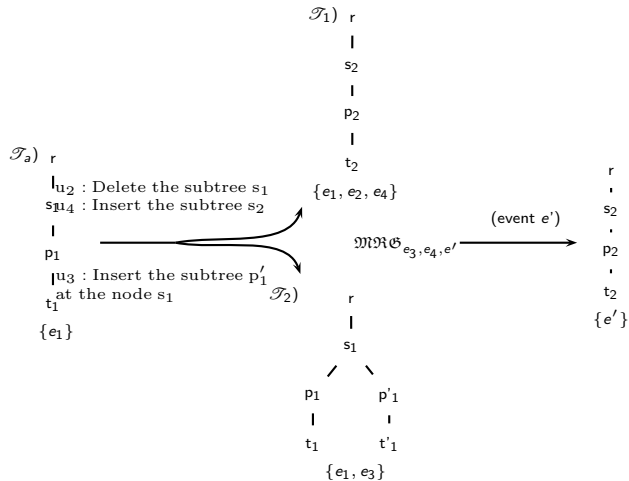 𝒯₁) r
s₂
p₂
t₂
{e₁, e₂, e₄}
𝒯ₐ) r
s₁
p₁
t₁
{e₁}
u₂ : Delete the subtree s₁
u₄ : Insert the subtree s₂
u₃ : Insert the subtree p′₁
at the node s₁
𝔐ℜ𝔊e₃,e₄,e′
(event e')
r
s₂
p₂
t₂
{e′}
𝒯₂)
r
s₁
p₁ p'₁
t₁ t'₁
{e₁, e₃}